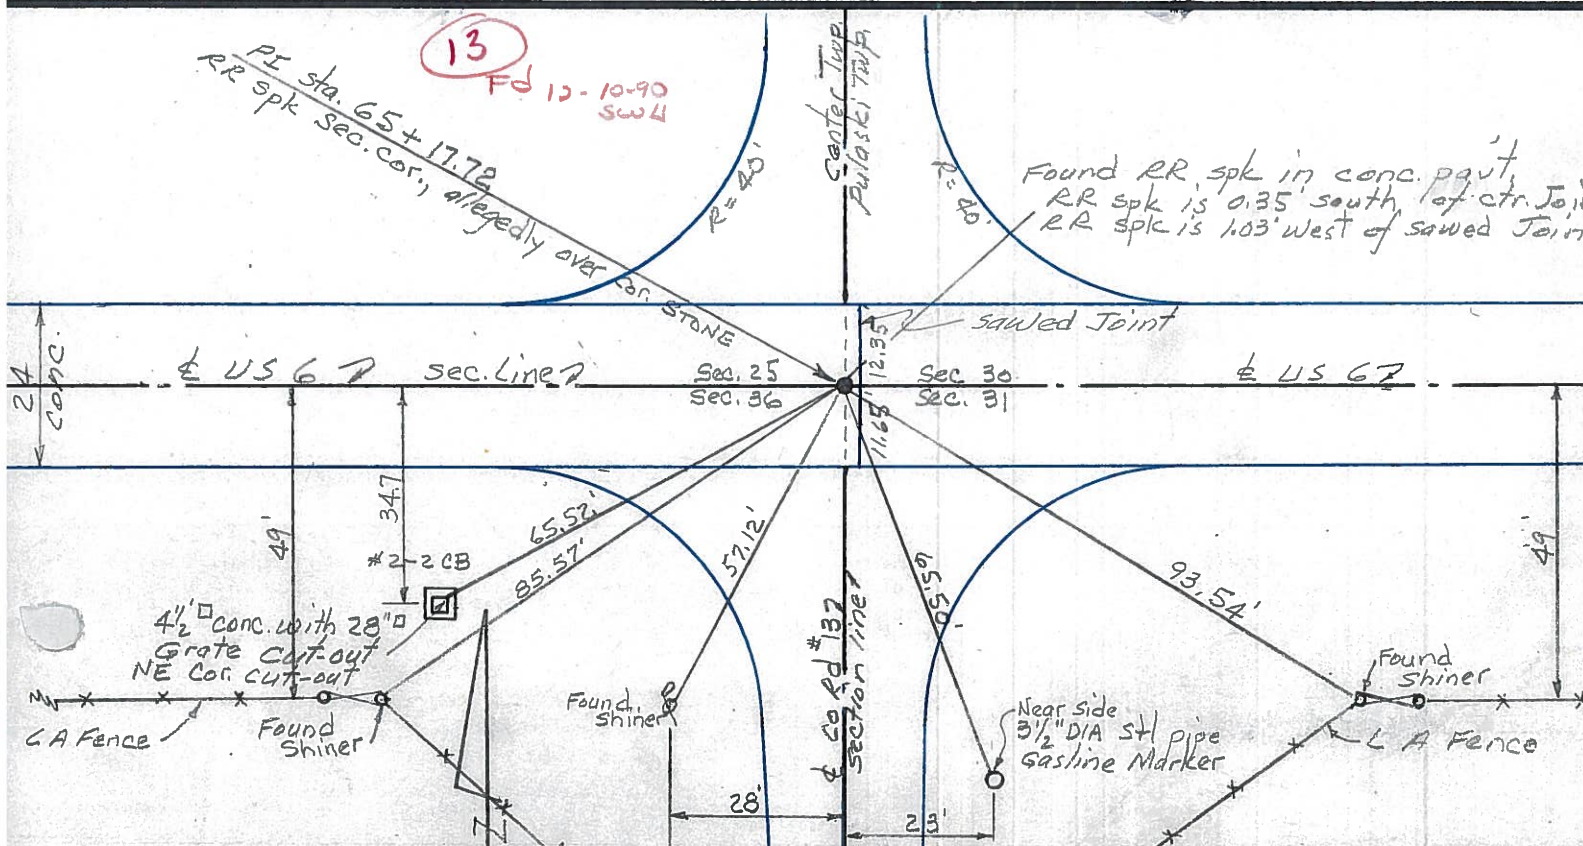 13
Fd 12-10-90
SW4
PI sta. 65+17.72
RR spk sec. cor., allegedly over cor. STONE
Center Twp.
Pulaski Twp.
R=40'
R=40'
Found RR spk in conc. pav't,
RR spk is 0.35' south of ctr. Joi
RR spk is 1.03' west of sawed Join
sawed Joint
24'
conc.
℄ US 6
sec. Line
Sec. 25
Sec. 36
12.35'
11.65'
Sec 30
Sec. 31
℄ US 6
49'
34.7
#2-2 CB
65.52'
85.57'
57.12'
65.50'
93.54'
49'
4½'□ conc. with 28"□
Grate cut-out
NE Cor. cut-out
LA Fence
Found
Shiner
Found
Shiner
℄ Co Rd #137
section line
Near side
3½" DIA stl pipe
Gasline Marker
Found
Shiner
L A Fence
28'
23'